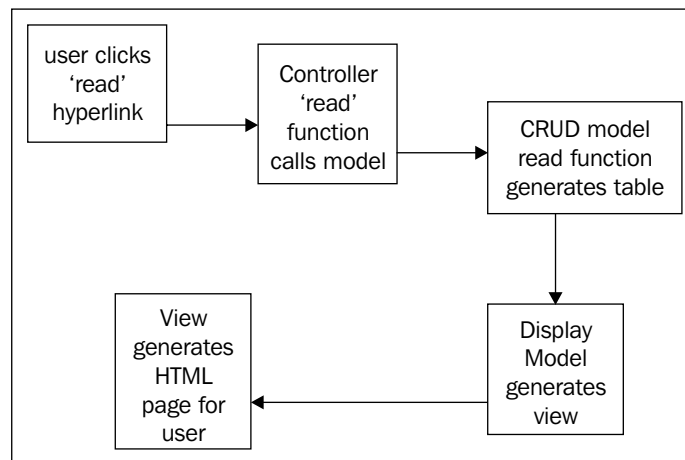 user clicks
‘read’
hyperlink
Controller
‘read’
function
calls model
CRUD model
read function
generates table
Display
Model
generates
view
View
generates
HTML
page for
user